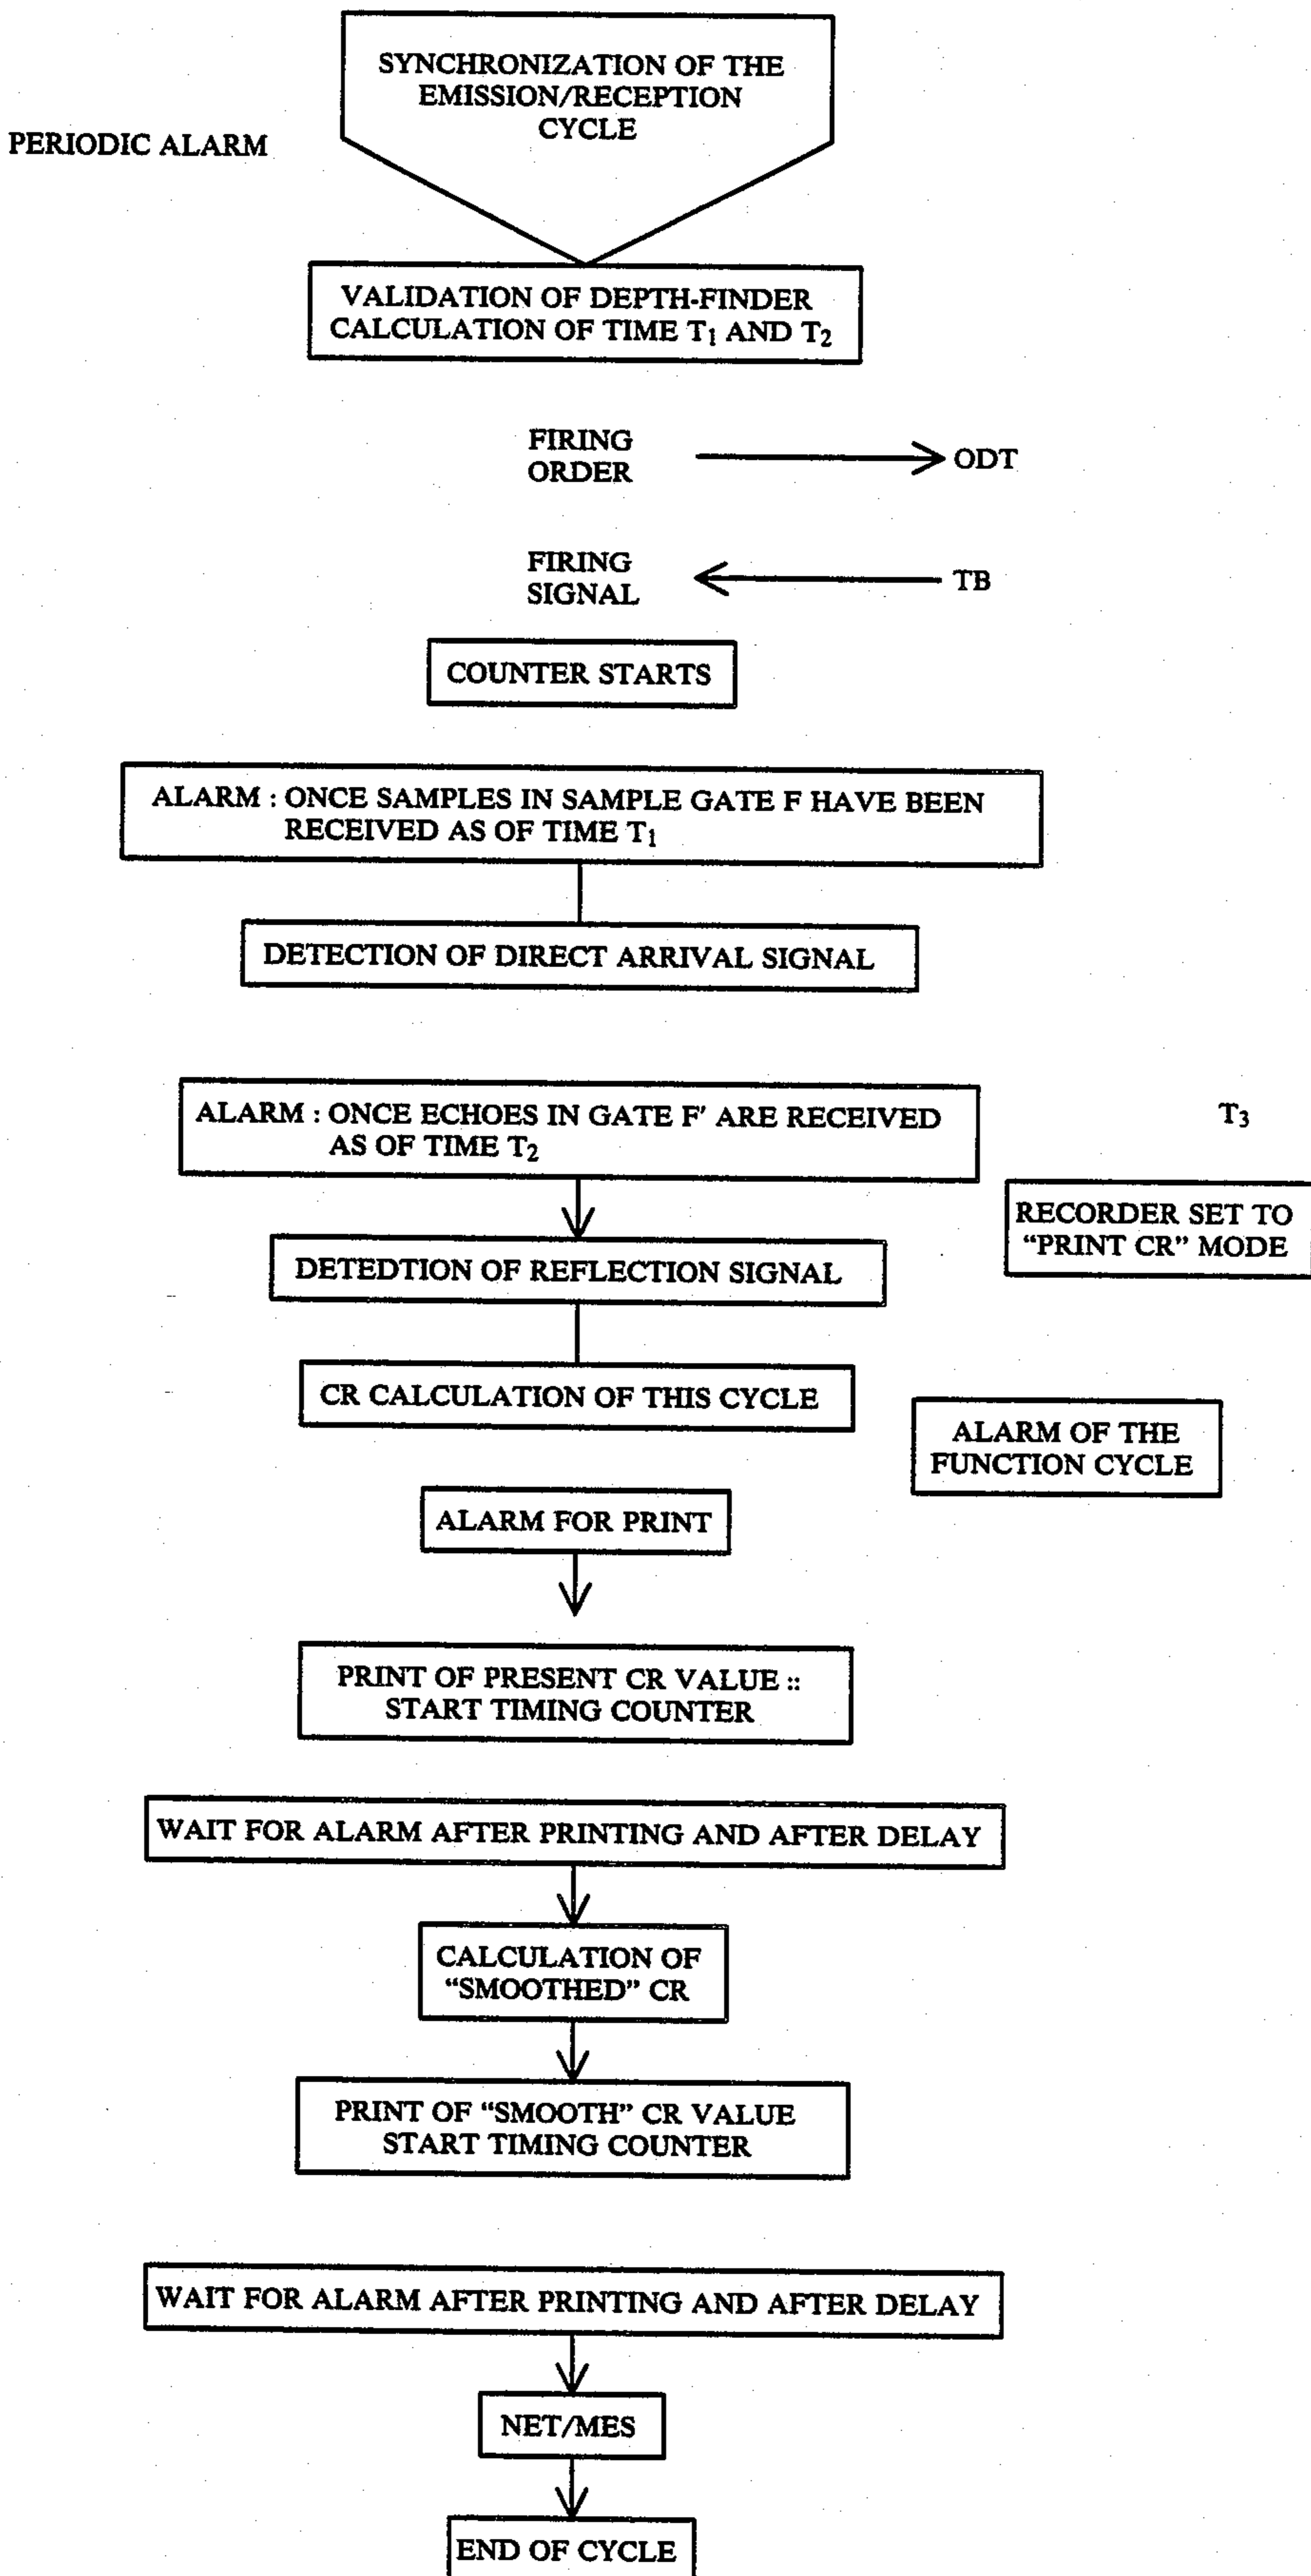 SYNCHRONIZATION OF THE
EMISSION/RECEPTION
CYCLE
PERIODIC ALARM
VALIDATION OF DEPTH-FINDER
CALCULATION OF TIME T1 AND T2
FIRING
ORDER
ODT
FIRING
SIGNAL
TB
COUNTER STARTS
ALARM : ONCE SAMPLES IN SAMPLE GATE F HAVE BEEN
RECEIVED AS OF TIME T1
DETECTION OF DIRECT ARRIVAL SIGNAL
ALARM : ONCE ECHOES IN GATE F' ARE RECEIVED
AS OF TIME T2
T3
RECORDER SET TO
“PRINT CR” MODE
DETEDTION OF REFLECTION SIGNAL
CR CALCULATION OF THIS CYCLE
ALARM OF THE
FUNCTION CYCLE
ALARM FOR PRINT
PRINT OF PRESENT CR VALUE ::
START TIMING COUNTER
WAIT FOR ALARM AFTER PRINTING AND AFTER DELAY
CALCULATION OF
“SMOOTHED” CR
PRINT OF “SMOOTH” CR VALUE
START TIMING COUNTER
WAIT FOR ALARM AFTER PRINTING AND AFTER DELAY
NET/MES
END OF CYCLE